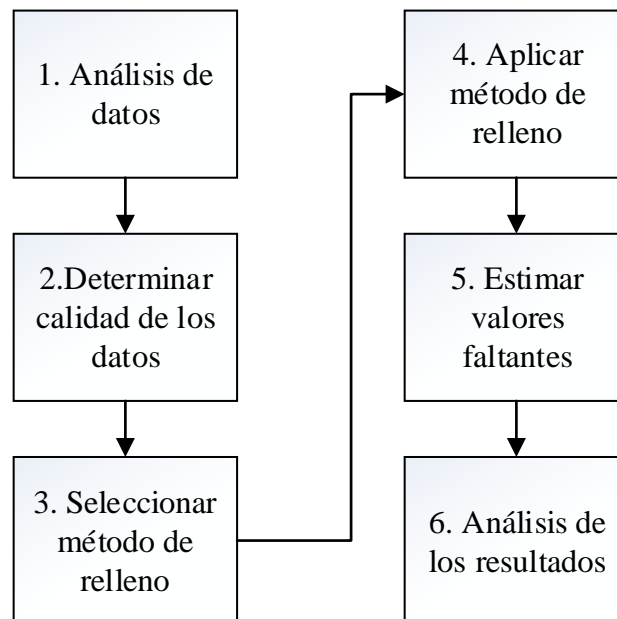 1. Análisis de
datos
2.Determinar
calidad de los
datos
3. Seleccionar
método de
relleno
4. Aplicar
método de
relleno
5. Estimar
valores
faltantes
6. Análisis de
los resultados